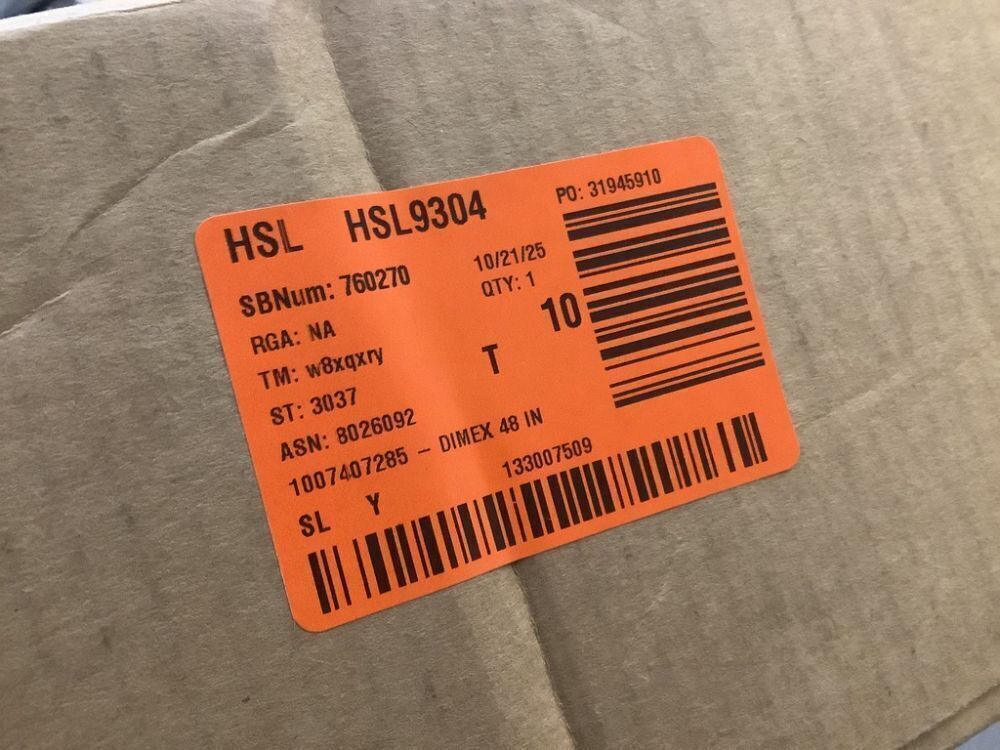 HSL HSL9304
PO: 31945910
SBNum: 760270
10/21/25
RGA: NA
QTY: 1
10
TM: w8xqxry
T
ST: 3037
ASN: 8026092
1007407285 - DIMEX 48 IN
SL Y
133007509